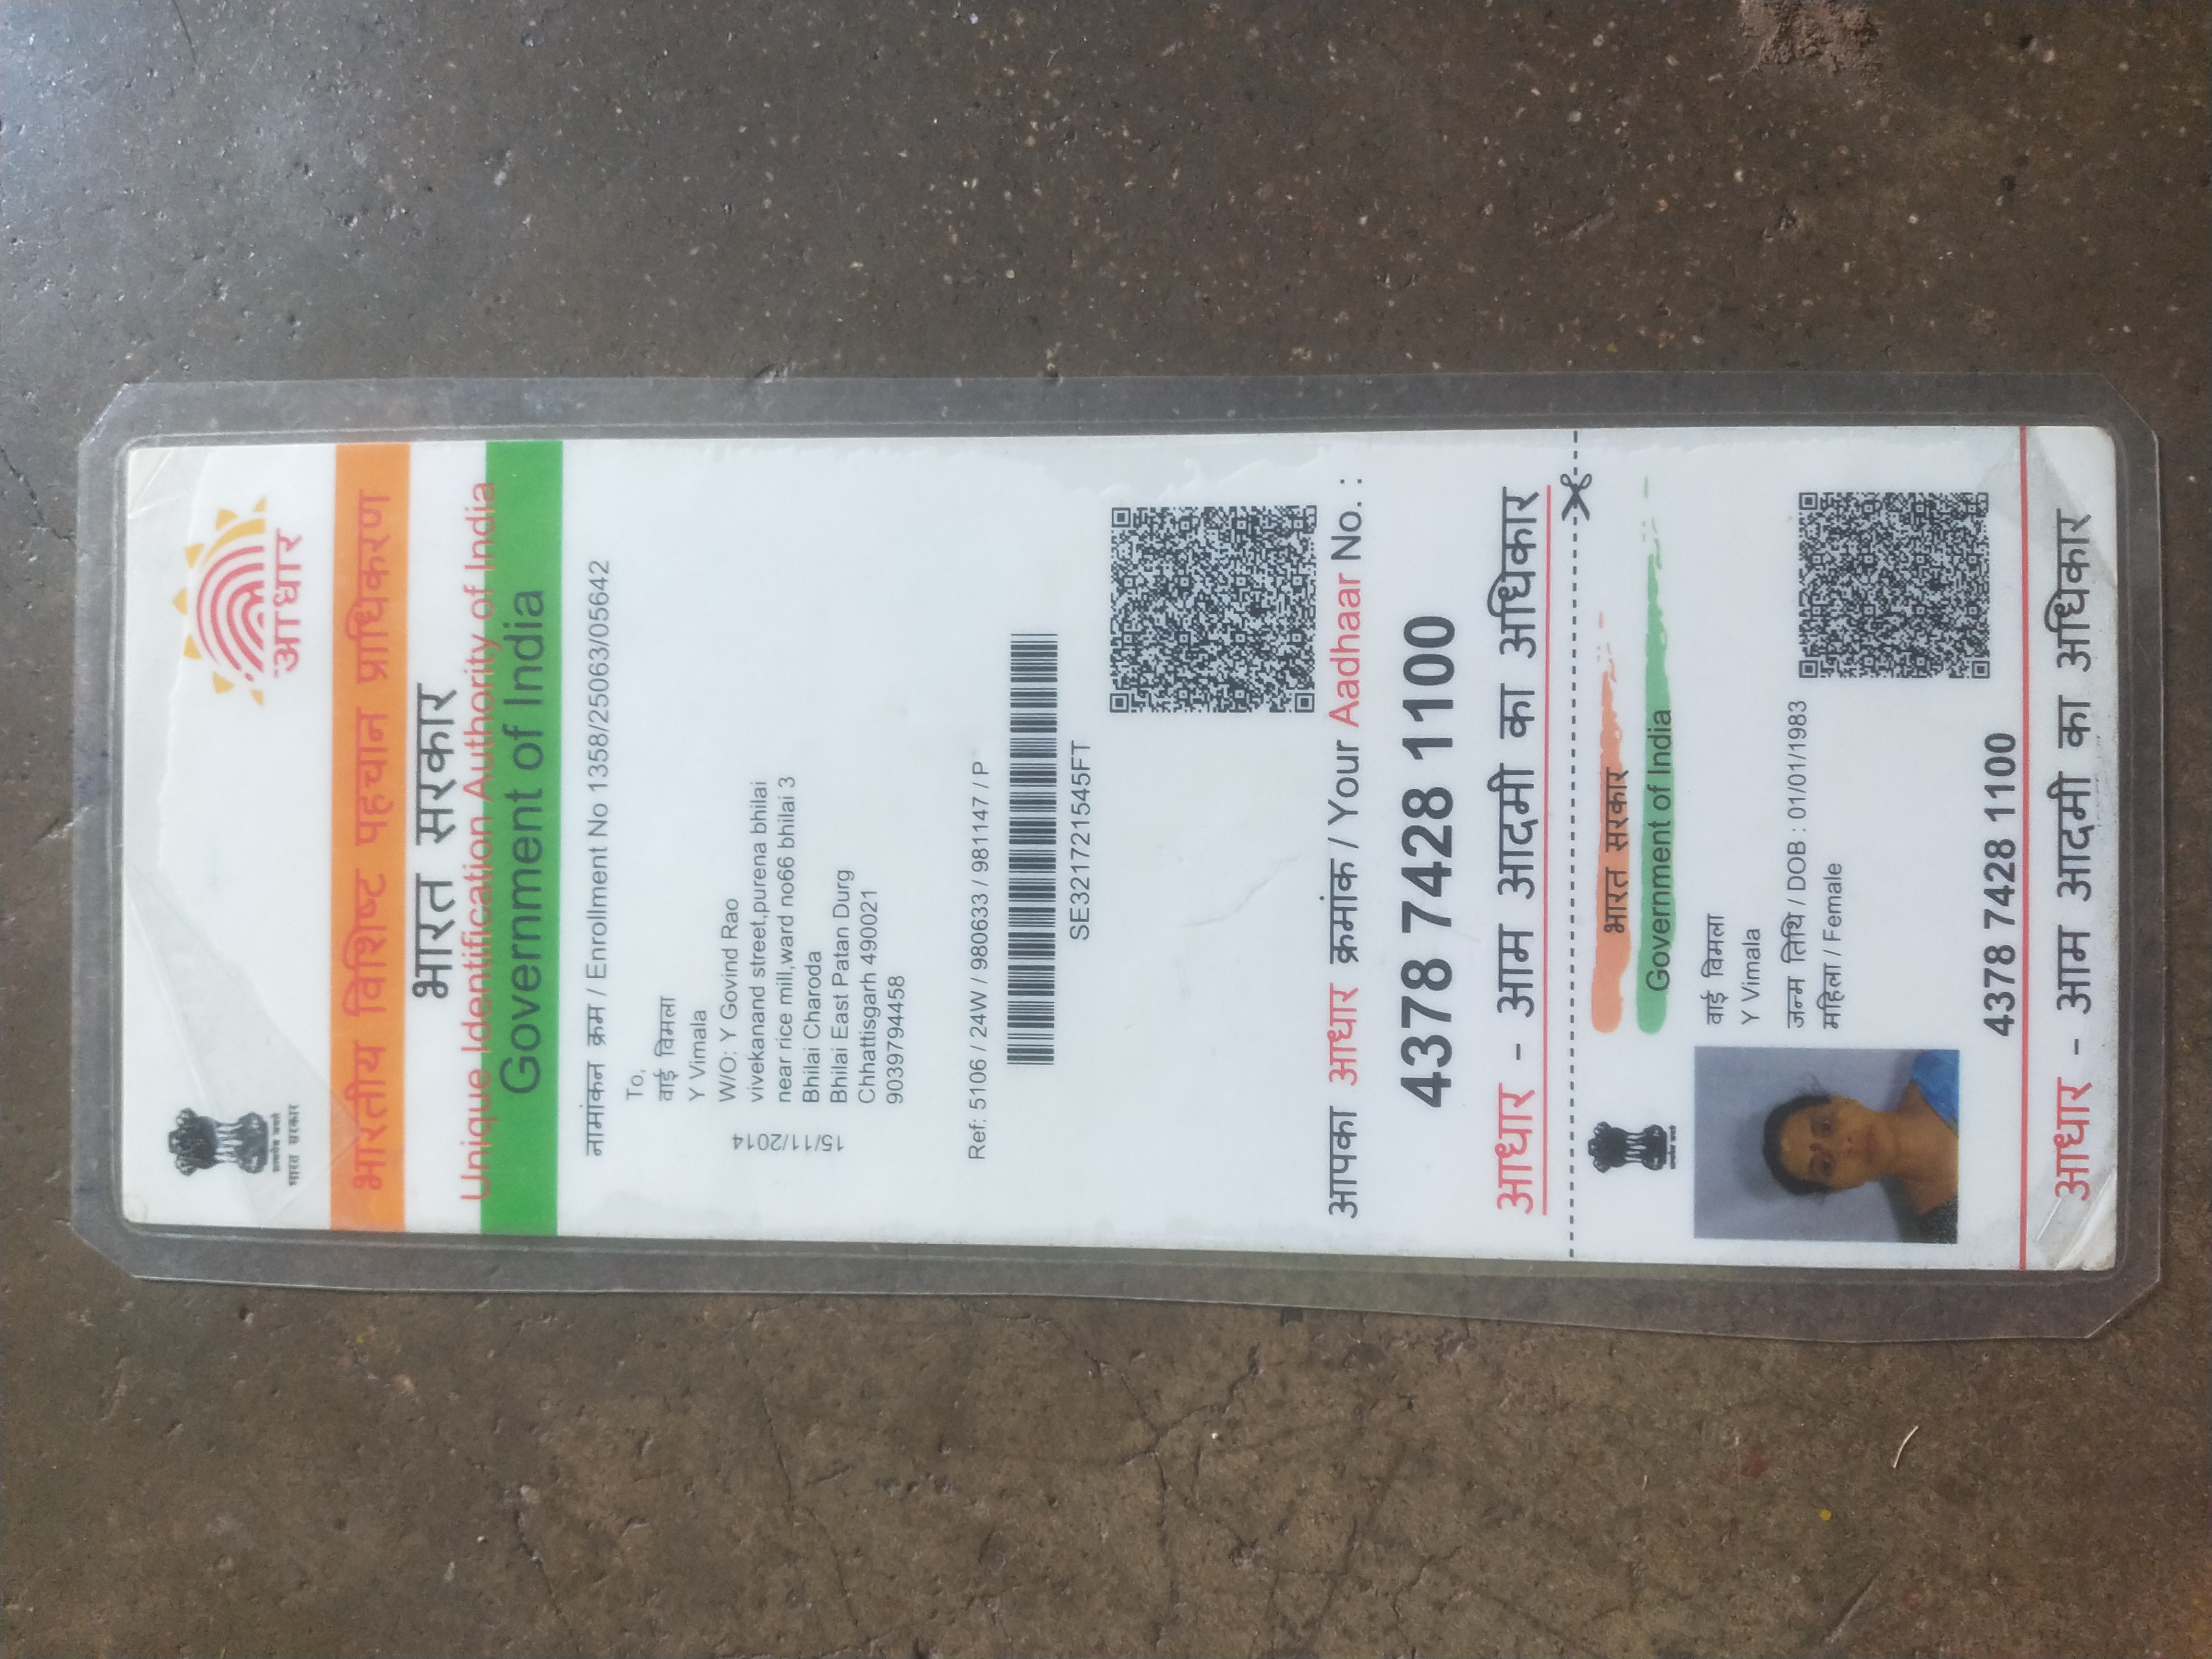 भारत सरकार
आधार
भारतीय विशिष्ट पहचान प्राधिकरण
भारत सरकार
Unique Identification Authority of India
Government of India
नामांकन क्रम / Enrollment No 1358/25063/05642
To,
वाई विमला
Y Vimala
W/O: Y Govind Rao
vivekanand street,purena bhilai
near rice mill,ward no66 bhilai 3
Bhilai Charoda
Bhilai East Patan Durg
Chhattisgarh 490021
9039794458
15/11/2014
15/11/2014
Ref: 5106 / 24W / 980633 / 981147 / P
SE321721545FT
आपका आधार क्रमांक / Your Aadhaar No. :
4378 7428 1100
आधार - आम आदमी का अधिकार
भारत सरकार
Government of India
वाई विमला
Y Vimala
जन्म तिथि / DOB : 01/01/1983
महिला / Female
4378 7428 1100
आधार - आम आदमी का अधिकार